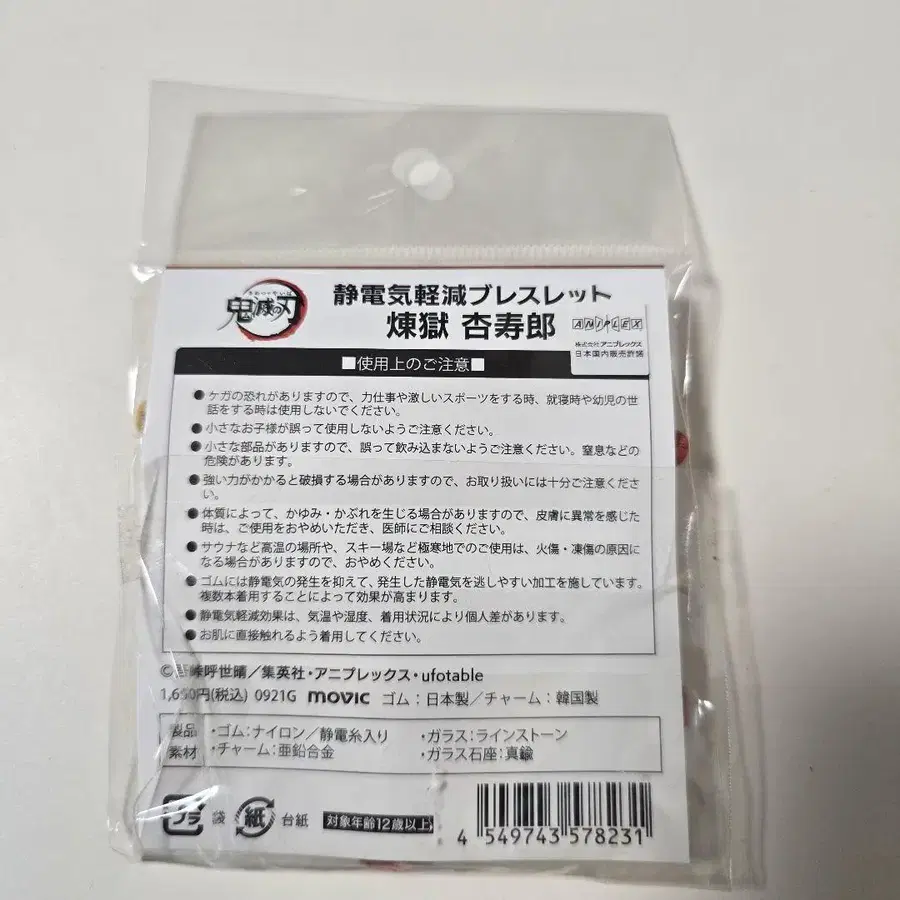 きめつのやいば
鬼滅の刃
静電気軽減ブレスレット
煉獄 杏寿郎
ANIPLEX
株式会社アニプレックス
日本国内販売許諾
■使用上のご注意■
●ケガの恐れがありますので、力仕事や激しいスポーツをする時、就寝時や幼児の世
話をする時は使用しないでください。
●小さなお子様が誤って使用しないようご注意ください。
●小さな部品がありますので、誤って飲み込まないようご注意ください。窒息などの
危険があります。
●強い力がかかると破損する場合がありますので、お取り扱いには十分ご注意くださ
い。
●体質によって、かゆみ・かぶれを生じる場合がありますので、皮膚に異常を感じた
時は、ご使用をおやめいただき、医師にご相談ください。
●サウナなど高温の場所や、スキー場など極寒地でのご使用は、火傷・凍傷の原因に
なる場合がありますので、おやめください。
●ゴムには静電気の発生を抑えて、発生した静電気を逃しやすい加工を施しています。
複数本着用することによって効果が高まります。
●静電気軽減効果は、気温や湿度、着用状況により個人差があります。
●お肌に直接触れるよう着用してください。
©吾峠呼世晴／集英社・アニプレックス・ufotable
1,650円(税込) 0921G movic ゴム：日本製／チャーム：韓国製
製品 ・ゴム：ナイロン／静電糸入り ・ガラス：ラインストーン
素材 ・チャーム：亜鉛合金 ・ガラス石座：真鍮
プラ 袋 紙 台紙 対象年齢12歳以上
4 549743 578231